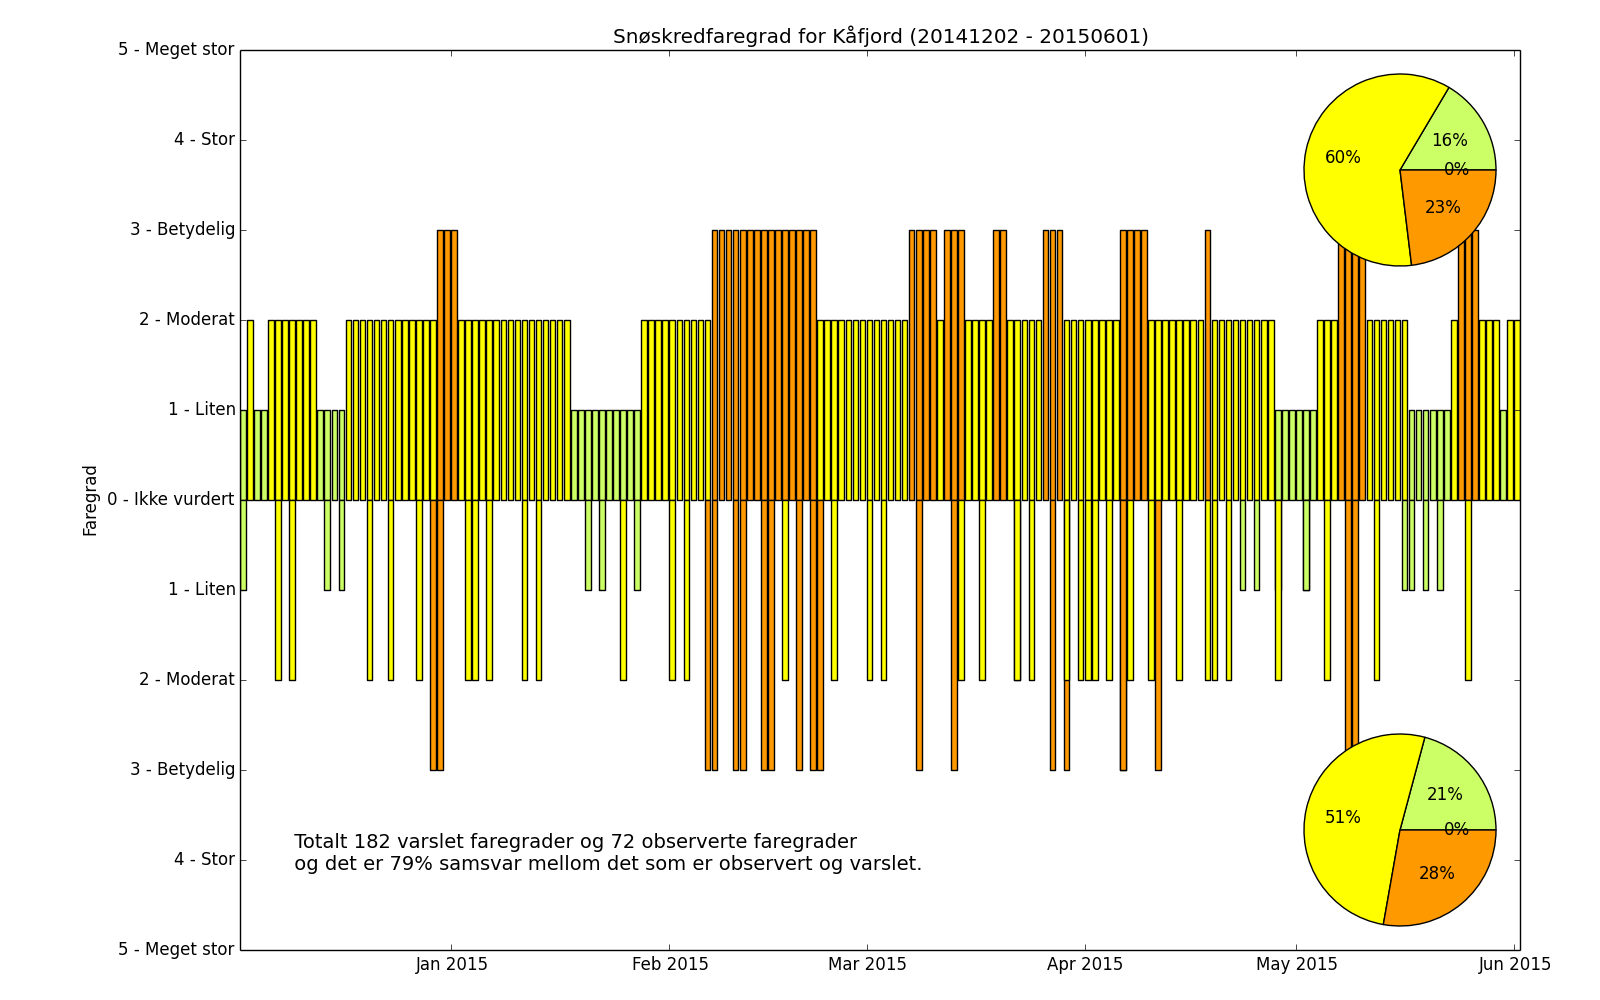 Snøskredfaregrad for Kåfjord (20141202 - 20150601)
5 - Meget stor
4 - Stor
3 - Betydelig
2 - Moderat
1 - Liten
0 - Ikke vurdert
1 - Liten
2 - Moderat
3 - Betydelig
4 - Stor
5 - Meget stor
Faregrad
60%
16%
0%
23%
51%
21%
0%
28%
Totalt 182 varslet faregrader og 72 observerte faregrader
og det er 79% samsvar mellom det som er observert og varslet.
Jan 2015
Feb 2015
Mar 2015
Apr 2015
May 2015
Jun 2015